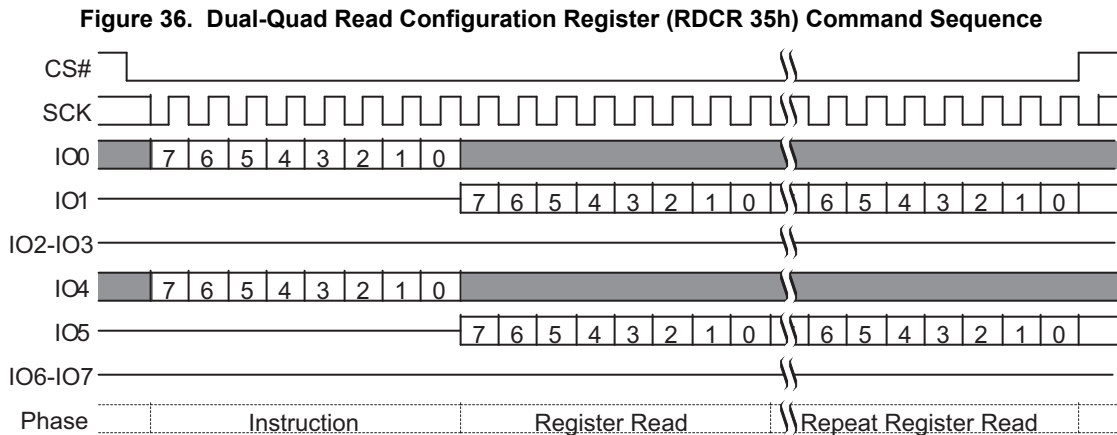 Figure 36. Dual-Quad Read Configuration Register (RDCR 35h) Command Sequence
CS#
SCK
IO0 7 6 5 4 3 2 1 0
IO1 7 6 5 4 3 2 1 0 6 5 4 3 2 1 0
IO2-IO3
IO4 7 6 5 4 3 2 1 0
IO5 7 6 5 4 3 2 1 0 6 5 4 3 2 1 0
IO6-IO7
Phase Instruction Register Read Repeat Register Read